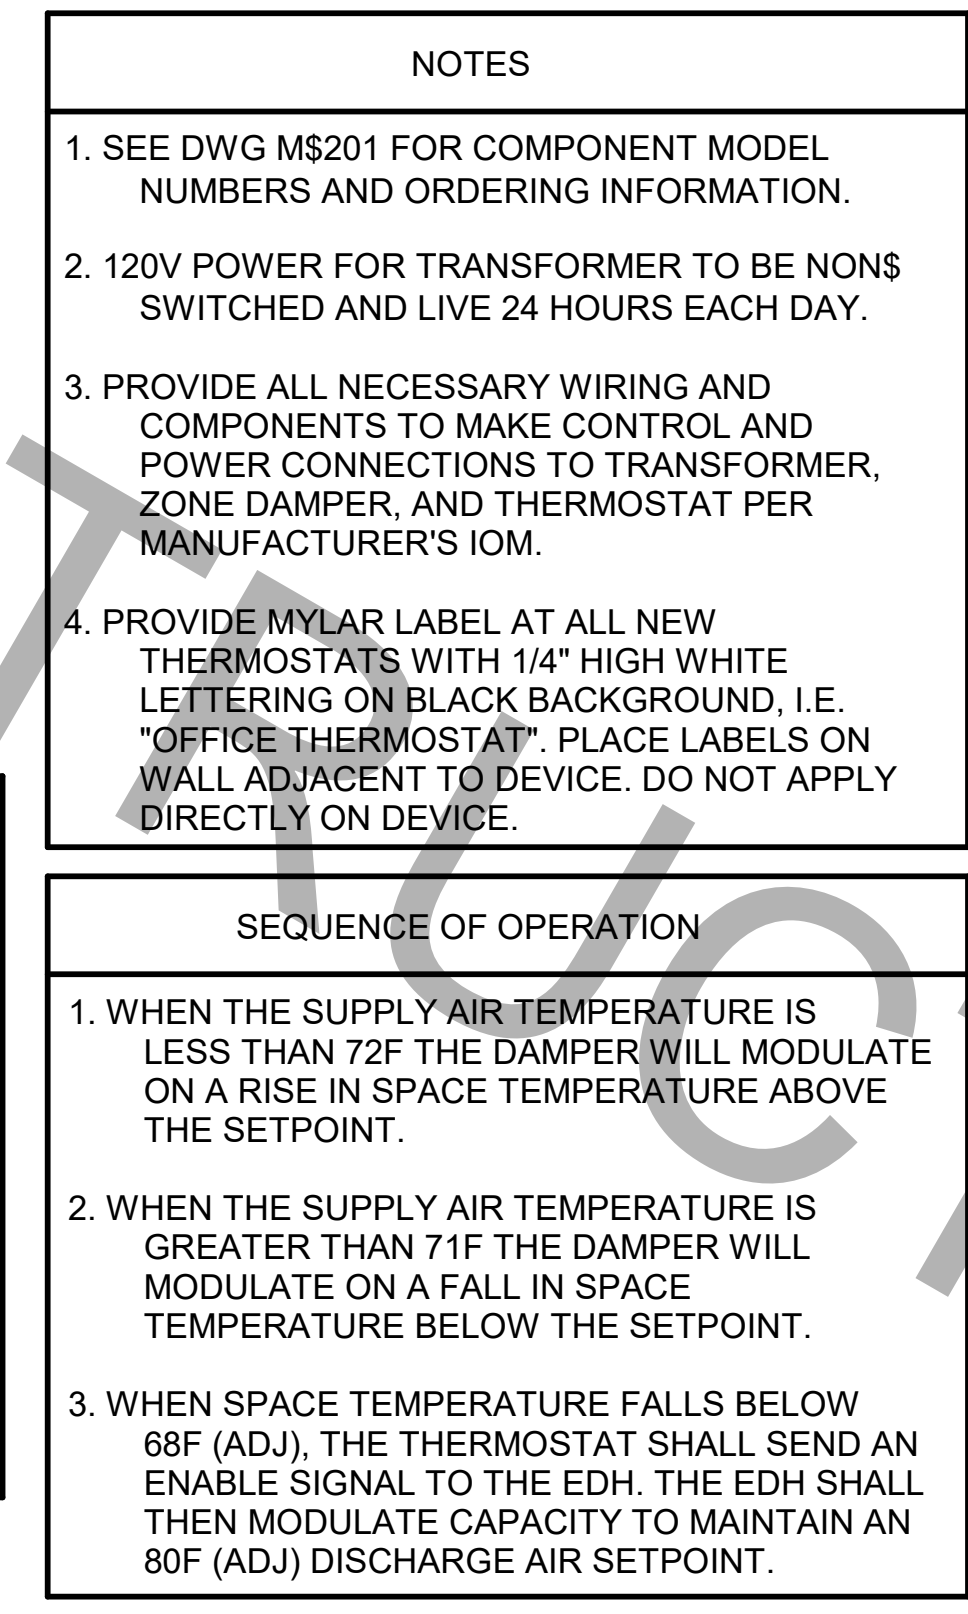 NOTES
1. SEE DWG M$201 FOR COMPONENT MODEL
NUMBERS AND ORDERING INFORMATION.
2. 120V POWER FOR TRANSFORMER TO BE NON$
SWITCHED AND LIVE 24 HOURS EACH DAY.
3. PROVIDE ALL NECESSARY WIRING AND
COMPONENTS TO MAKE CONTROL AND
POWER CONNECTIONS TO TRANSFORMER,
ZONE DAMPER, AND THERMOSTAT PER
MANUFACTURER'S IOM.
4. PROVIDE MYLAR LABEL AT ALL NEW
THERMOSTATS WITH 1/4" HIGH WHITE
LETTERING ON BLACK BACKGROUND, I.E.
"OFFICE THERMOSTAT". PLACE LABELS ON
WALL ADJACENT TO DEVICE. DO NOT APPLY
DIRECTLY ON DEVICE.
SEQUENCE OF OPERATION
1. WHEN THE SUPPLY AIR TEMPERATURE IS
LESS THAN 72F THE DAMPER WILL MODULATE
ON A RISE IN SPACE TEMPERATURE ABOVE
THE SETPOINT.
2. WHEN THE SUPPLY AIR TEMPERATURE IS
GREATER THAN 71F THE DAMPER WILL
MODULATE ON A FALL IN SPACE
TEMPERATURE BELOW THE SETPOINT.
3. WHEN SPACE TEMPERATURE FALLS BELOW
68F (ADJ), THE THERMOSTAT SHALL SEND AN
ENABLE SIGNAL TO THE EDH. THE EDH SHALL
THEN MODULATE CAPACITY TO MAINTAIN AN
80F (ADJ) DISCHARGE AIR SETPOINT.
TRUCT